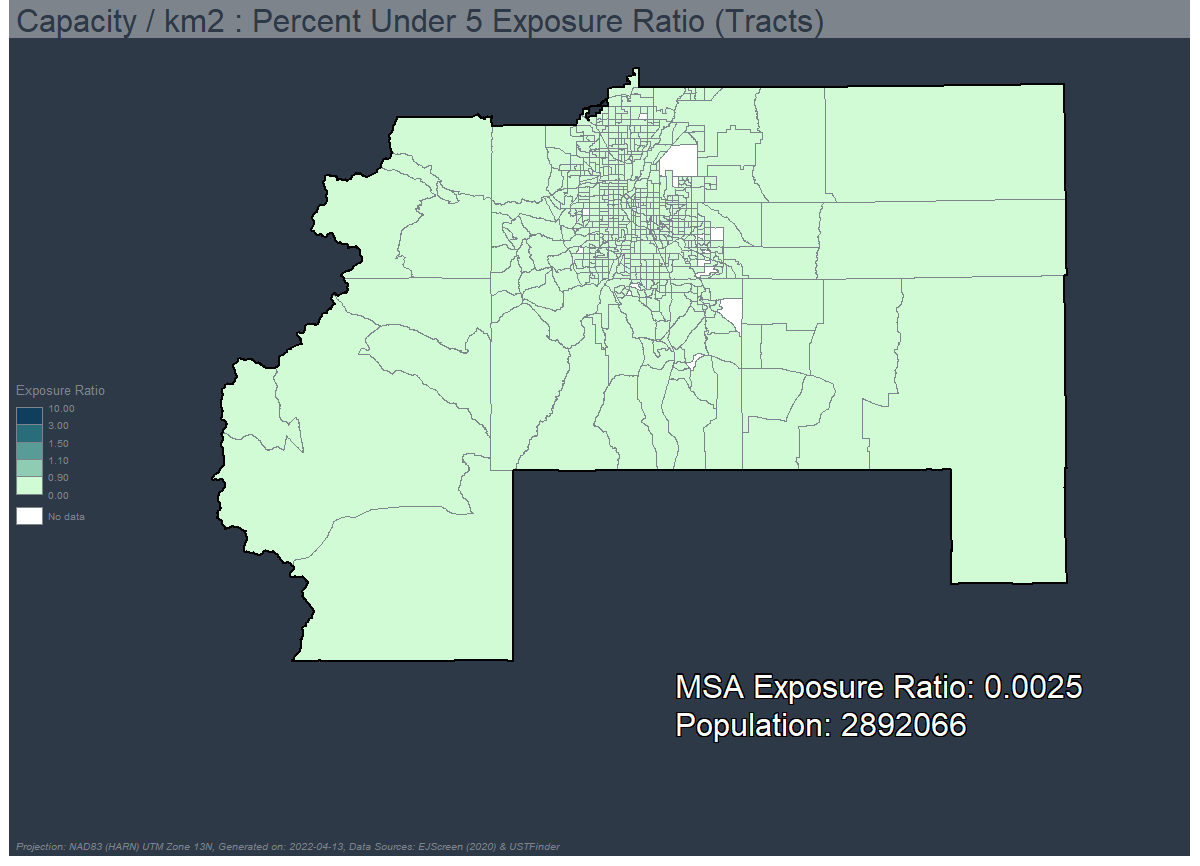 Capacity / km2 : Percent Under 5 Exposure Ratio (Tracts)
Exposure Ratio
10.00
3.00
1.50
1.10
0.90
0.00
No data
MSA Exposure Ratio: 0.0025
Population: 2892066
Projection: NAD83 (HARN) UTM Zone 13N, Generated on: 2022-04-13, Data Sources: EJScreen (2020) & USTFinder